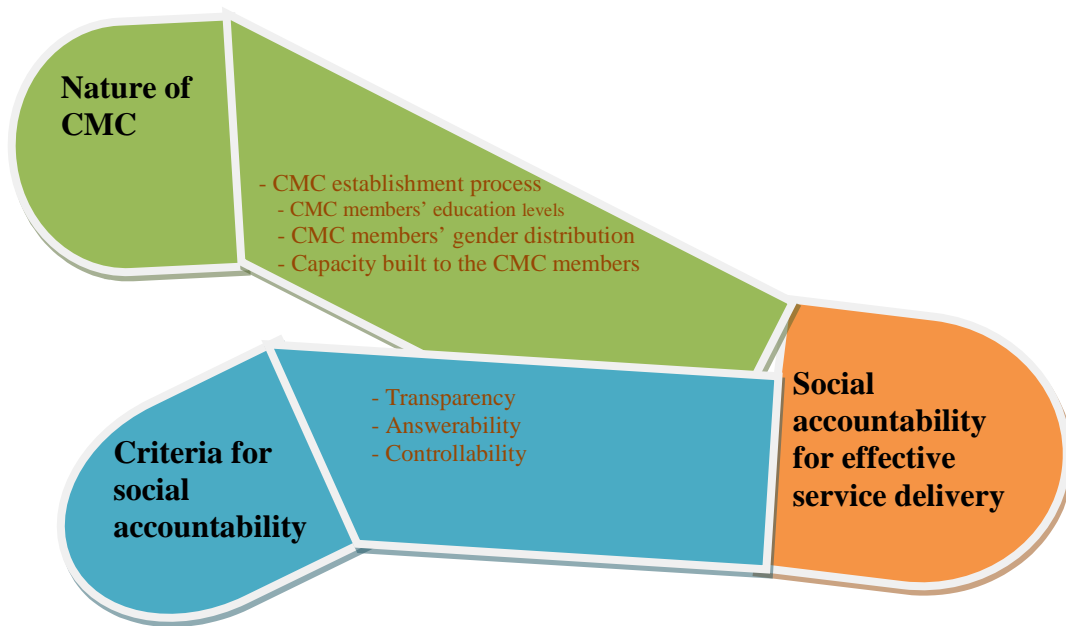 Nature of
CMC
- CMC establishment process
- CMC members’ education levels
- CMC members’ gender distribution
- Capacity built to the CMC members
Criteria for
social
accountability
- Transparency
- Answerability
- Controllability
Social
accountability
for effective
service delivery